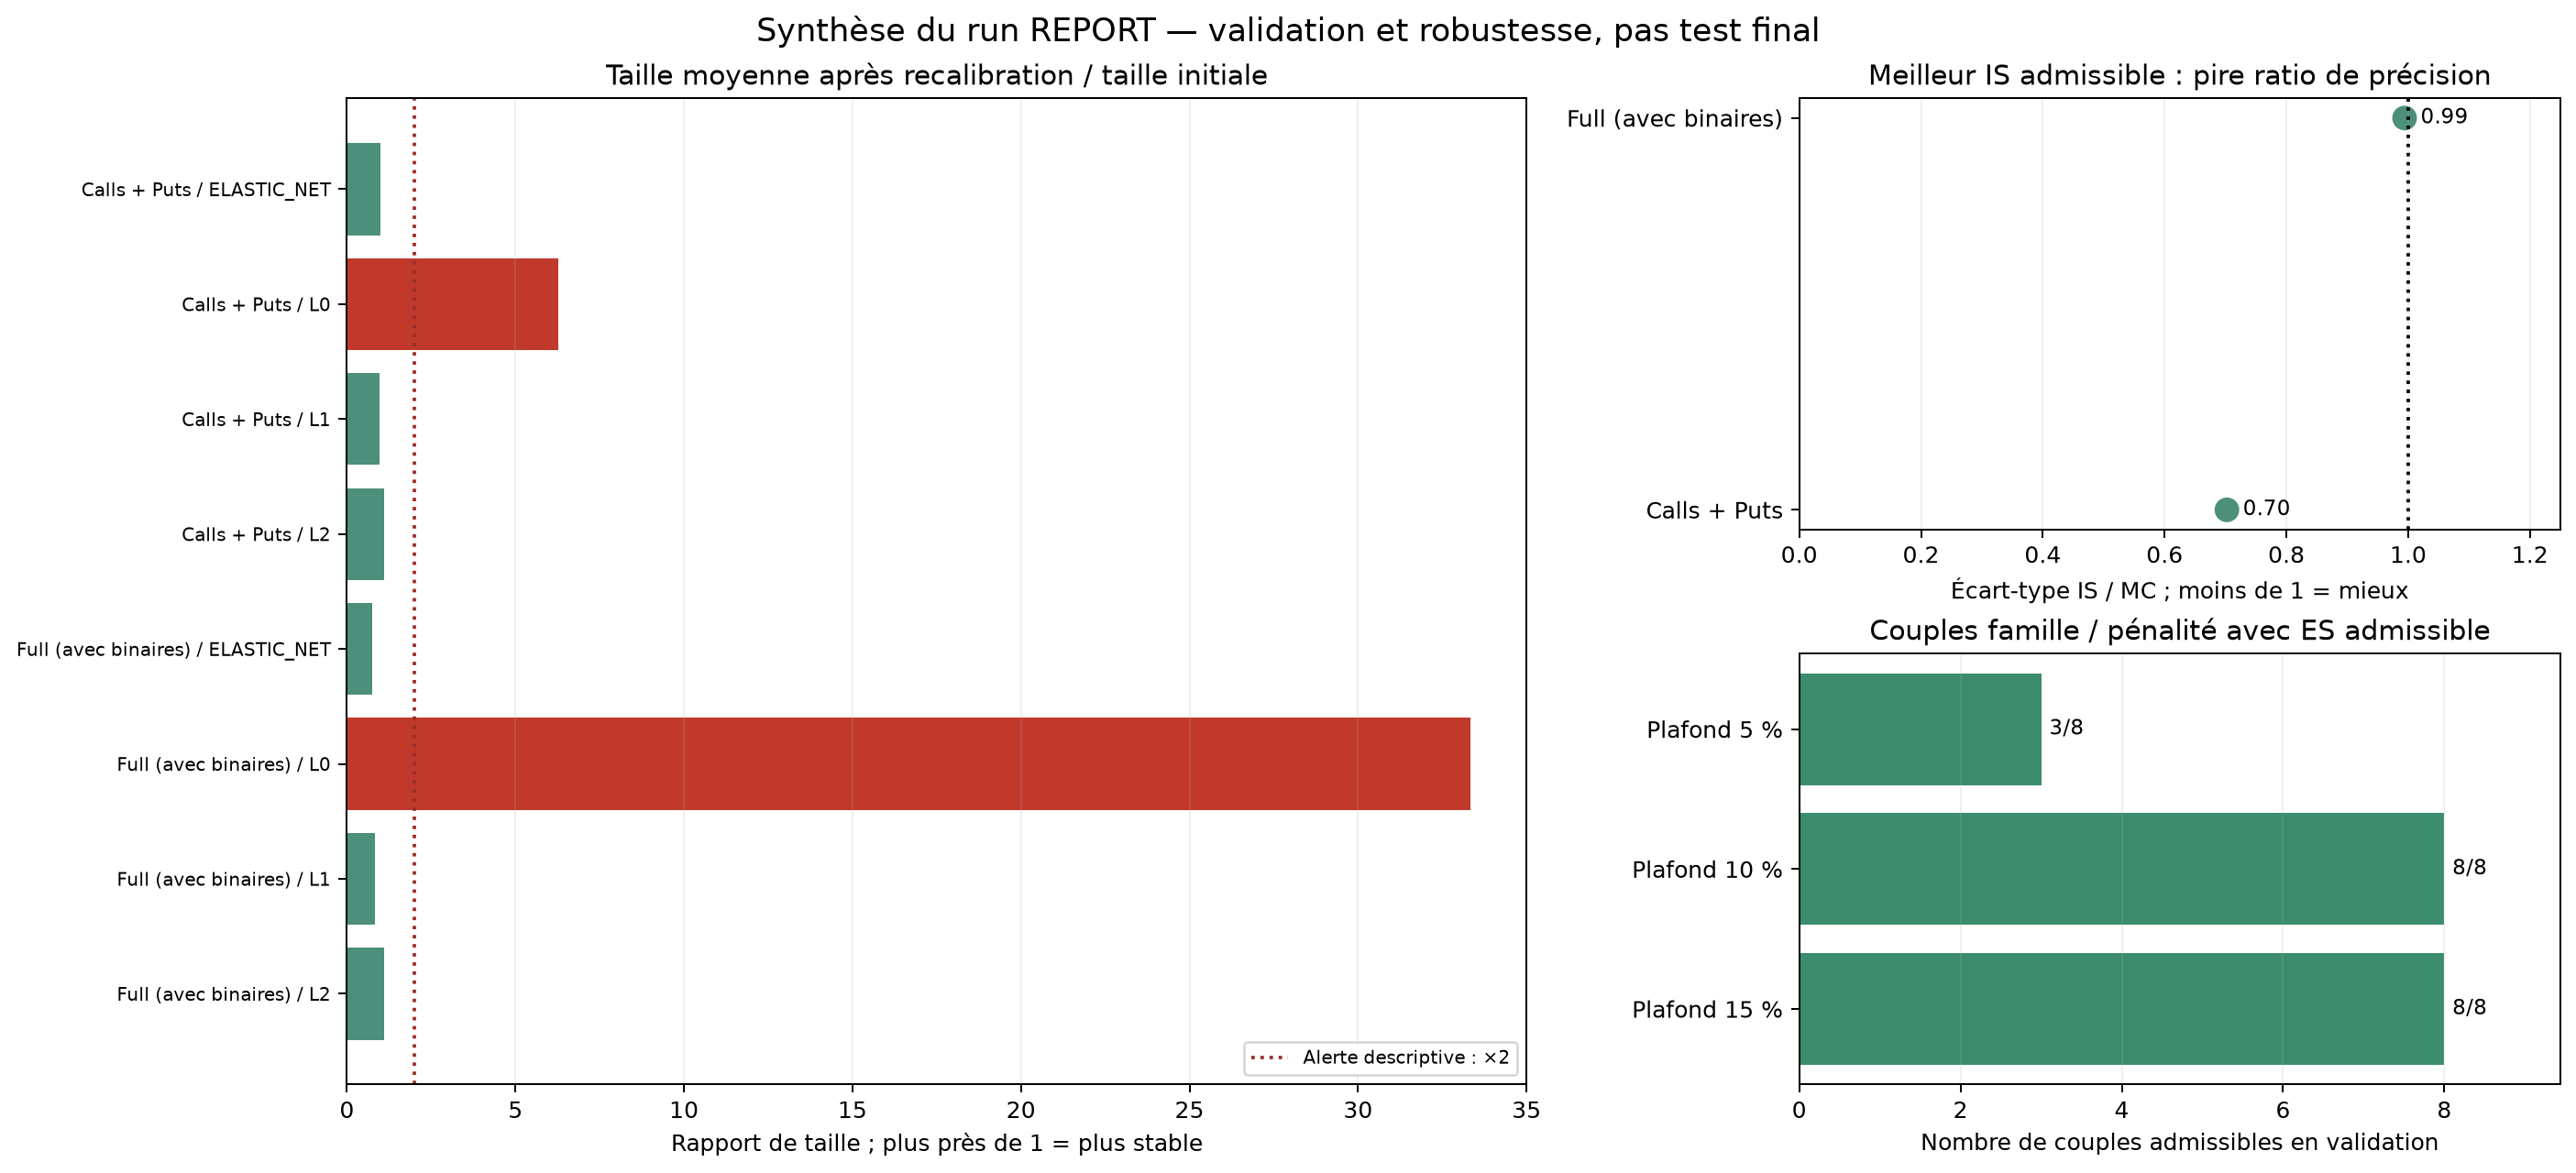 Synthèse du run REPORT — validation et robustesse, pas test final
Taille moyenne après recalibration / taille initiale
Calls + Puts / ELASTIC_NET
Calls + Puts / L0
Calls + Puts / L1
Calls + Puts / L2
Full (avec binaires) / ELASTIC_NET
Full (avec binaires) / L0
Full (avec binaires) / L1
Full (avec binaires) / L2
Alerte descriptive : ×2
0 5 10 15 20 25 30 35
Rapport de taille ; plus près de 1 = plus stable
Meilleur IS admissible : pire ratio de précision
Full (avec binaires)
0.99
Calls + Puts
0.70
0.0 0.2 0.4 0.6 0.8 1.0 1.2
Écart-type IS / MC ; moins de 1 = mieux
Couples famille / pénalité avec ES admissible
Plafond 5 %
3/8
Plafond 10 %
8/8
Plafond 15 %
8/8
0 2 4 6 8
Nombre de couples admissibles en validation